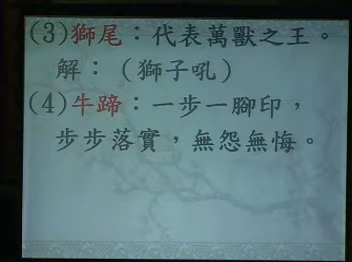 (3)獅尾：代表萬獸之王。
解：（獅子吼）
(4)牛蹄：一步一腳印，
步步落實，無怨無悔。